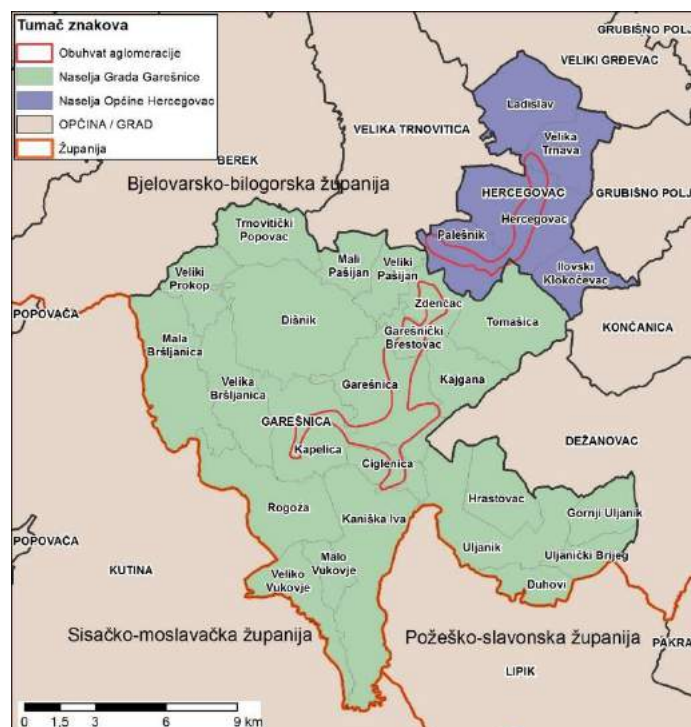 Tumač znakova
Obuhvat aglomeracije
Naselja Grada Garešnice
Naselja Općine Hercegovac
OPĆINA / GRAD
Županija
GRUBIŠNO POLJ
VELIKI GRĐEVAC
Ladislav
VELIKA TRNOVITICA
Velika
Trnava
BEREK
Bjelovarsko-bilogorska županija
HERCEGOVAC
GRUBIŠNO POLJ
Hercegovac
Trnovitički
Popovac
Palešnik
Mali
Pašijan
Veliki
Pašijan
Ilovski
Klokočevac
Veliki
Prokop
Zdenčac
POPOVAČA
Dišnik
Garešnički
Brestovac
Tomašica
KONČANICA
Mala
Bršljanica
Velika
Bršljanica
Garešnica
Kajgana
GAREŠNICA
DEŽANOVAC
Kapelica
Ciglenica
Hrastovac
Gornji Uljanik
Rogoža
Kaniška Iva
POPOVAČA
KUTINA
Uljanik
Uljanički Brijeg
Malo
Vukovje
Veliko
Vukovje
Duhovi
Sisačko-moslavačka županija
Požeško-slavonska županija
PAKRA
LIPIK
0 1.5 3 6 9 km